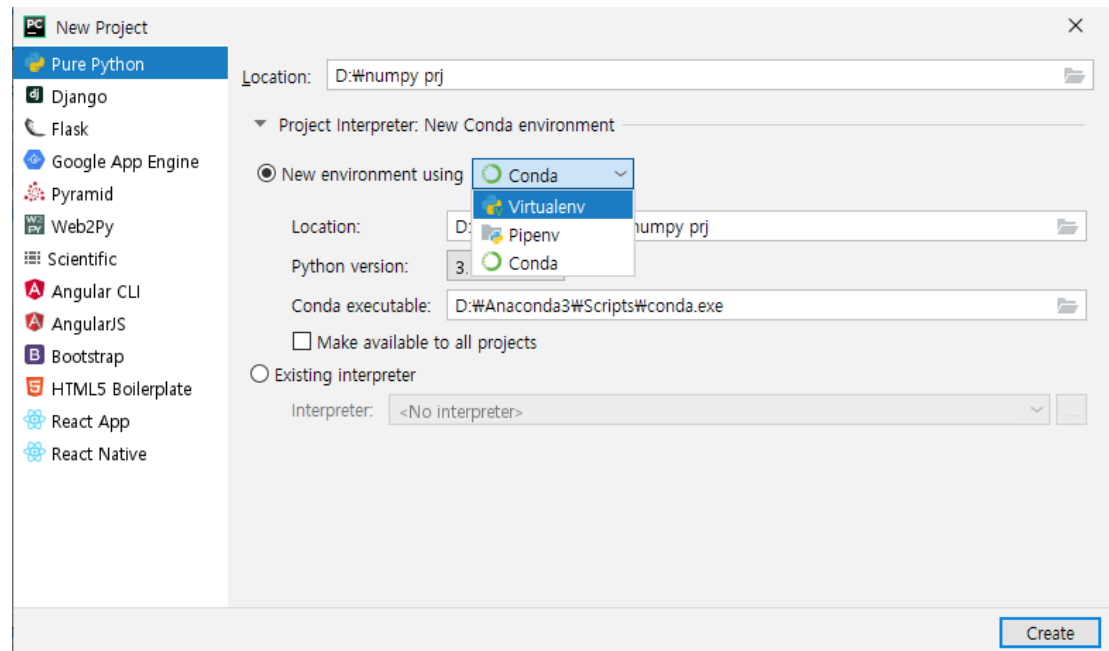 New Project
Pure Python
Django
Flask
Google App Engine
Pyramid
Web2Py
Scientific
Angular CLI
AngularJS
Bootstrap
HTML5 Boilerplate
React App
React Native
Location: D:₩numpy prj
Project Interpreter: New Conda environment
New environment using Conda
Virtualenv
Pipenv
Conda
Location: D: numpy prj
Python version: 3.
Conda executable: D:₩Anaconda3₩Scripts₩conda.exe
Make available to all projects
Existing interpreter
Interpreter: <No interpreter>
...
Create